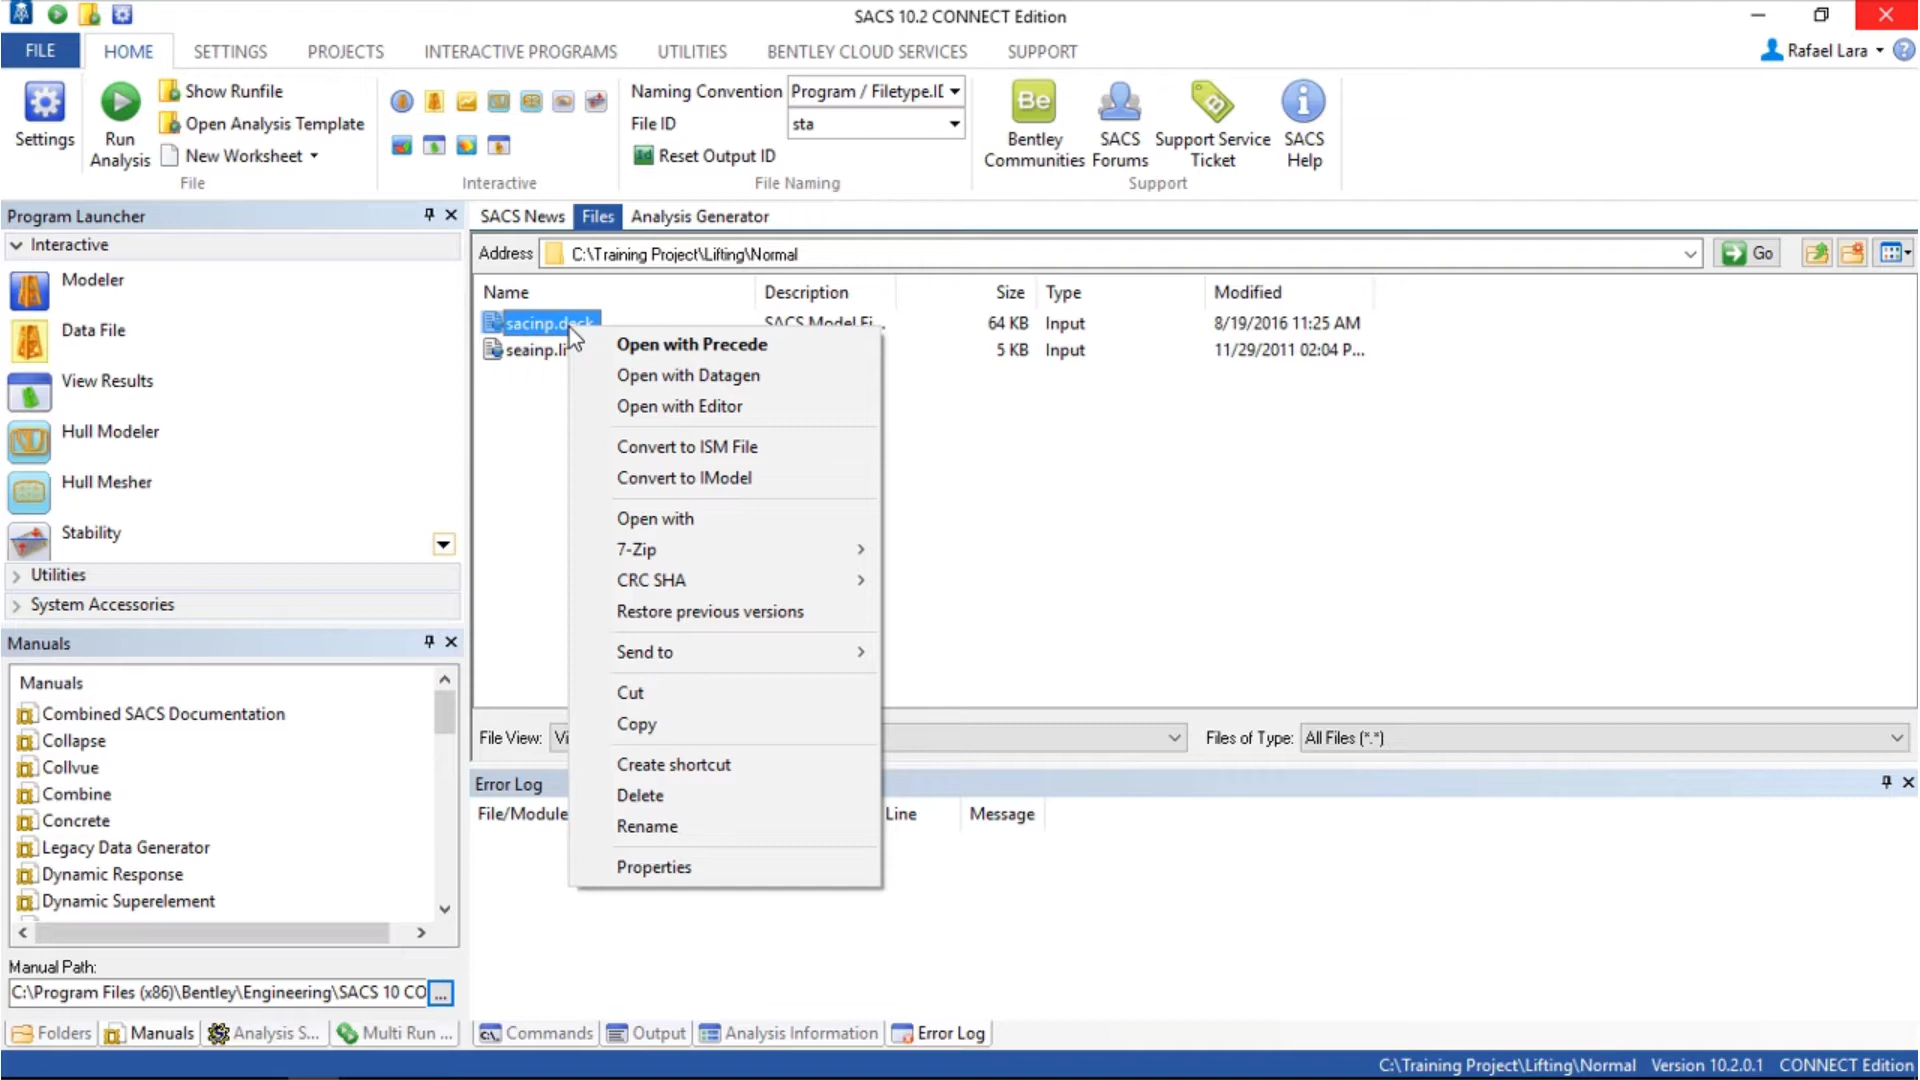 SACS 10.2 CONNECT Edition
FILE HOME SETTINGS PROJECTS INTERACTIVE PROGRAMS UTILITIES BENTLEY CLOUD SERVICES SUPPORT
Rafael Lara
Settings
Run Analysis
Show Runfile
Open Analysis Template
New Worksheet
File
Interactive
Naming Convention Program / Filetype.IL
File ID sta
Reset Output ID
File Naming
Be
Bentley Communities
SACS Forums
Support Service Ticket
SACS Help
Support
Program Launcher
Interactive
Modeler
Data File
View Results
Hull Modeler
Hull Mesher
Stability
Utilities
System Accessories
Manuals
Manuals
Combined SACS Documentation
Collapse
Collvue
Combine
Concrete
Legacy Data Generator
Dynamic Response
Dynamic Superelement
Manual Path:
C:\Program Files (x86)\Bentley\Engineering\SACS 10 CO ...
Folders Manuals Analysis S... Multi Run ...
SACS News Files Analysis Generator
Address C:\Training Project\Lifting\Normal Go
Name Description Size Type Modified
sacinp.deck SACS Model Fi... 64 KB Input 8/19/2016 11:25 AM
seainp.li 5 KB Input 11/29/2011 02:04 P...
Open with Precede
Open with Datagen
Open with Editor
Convert to ISM File
Convert to IModel
Open with
7-Zip
CRC SHA
Restore previous versions
Send to
Cut
Copy
Create shortcut
Delete
Rename
Properties
File View: Vi Files of Type: All Files (*.*)
Error Log
File/Module Line Message
Commands Output Analysis Information Error Log
C:\Training Project\Lifting\Normal Version 10.2.0.1 CONNECT Edition